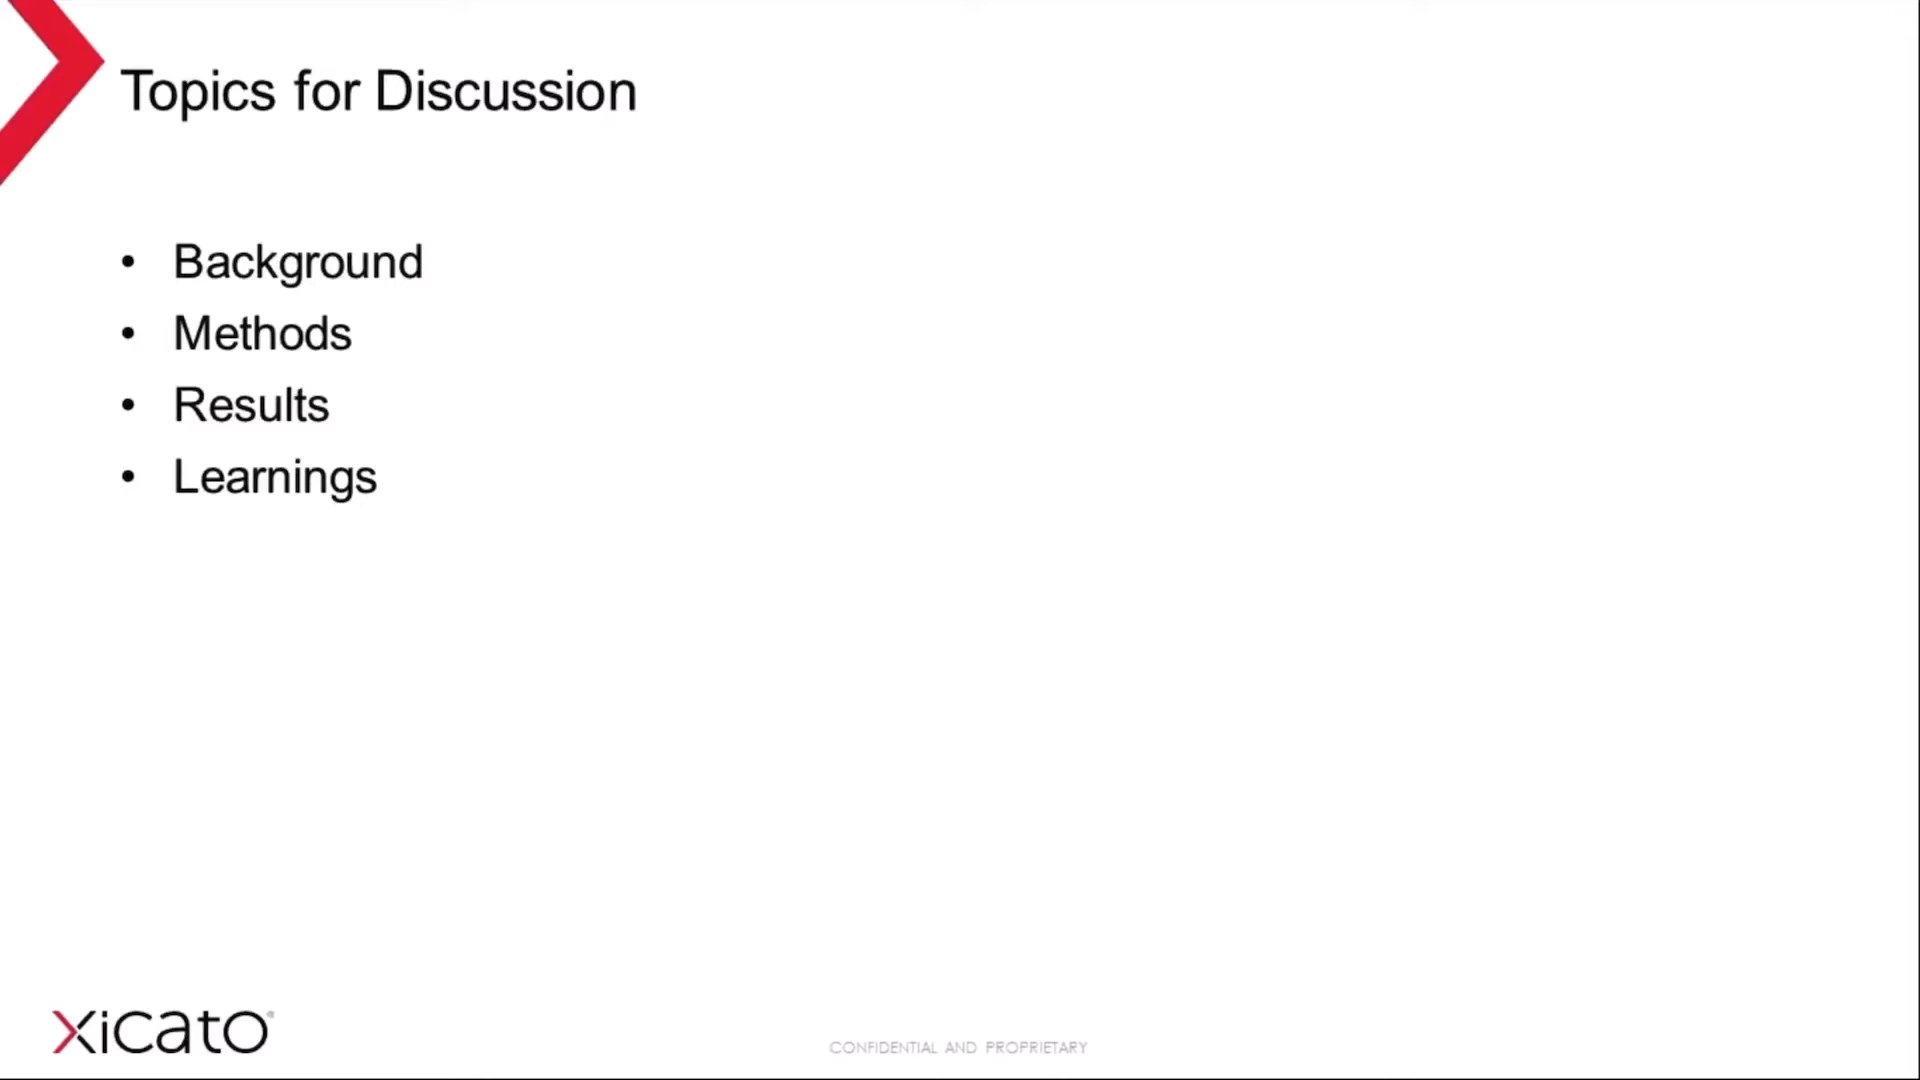 Topics for Discussion
• Background
• Methods
• Results
• Learnings
xicato®
CONFIDENTIAL AND PROPRIETARY